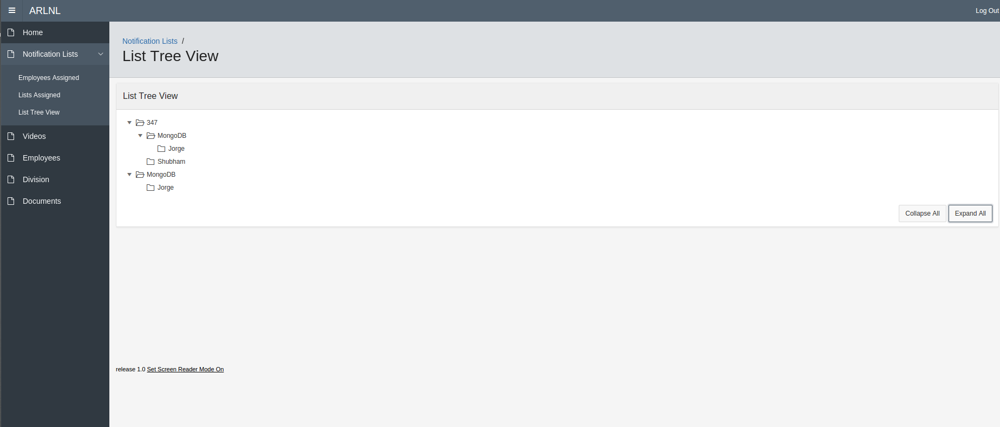 ARLNL
Log Out
Home
Notification Lists
Employees Assigned
Lists Assigned
List Tree View
Videos
Employees
Division
Documents
Notification Lists /
List Tree View
List Tree View
347
MongoDB
Jorge
Shubham
MongoDB
Jorge
Collapse All
Expand All
release 1.0 Set Screen Reader Mode On